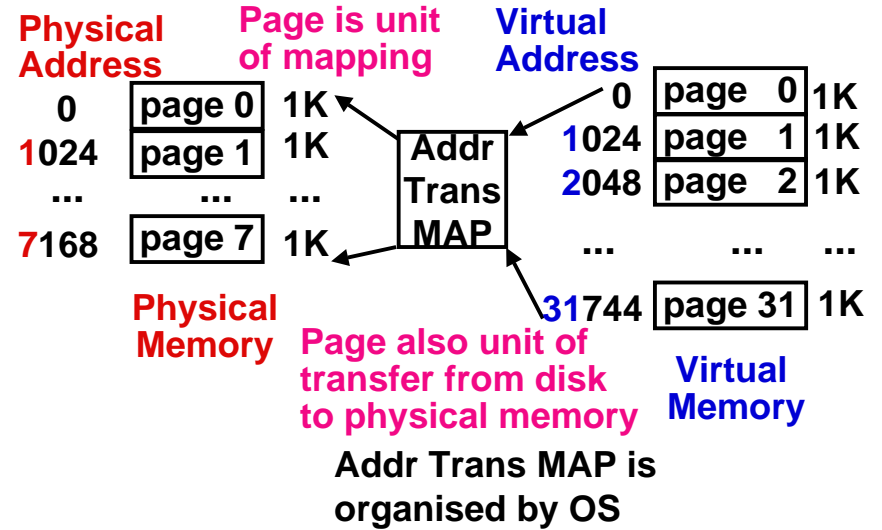 Physical
Address
Page is unit
of mapping
Virtual
Address
0 page 0 1K
1024 page 1 1K
... ... ...
7168 page 7 1K
Physical
Memory
Addr
Trans
MAP
0 page 0 1K
1024 page 1 1K
2048 page 2 1K
... ... ...
31744 page 31 1K
Virtual
Memory
Page also unit of
transfer from disk
to physical memory
Addr Trans MAP is
organised by OS